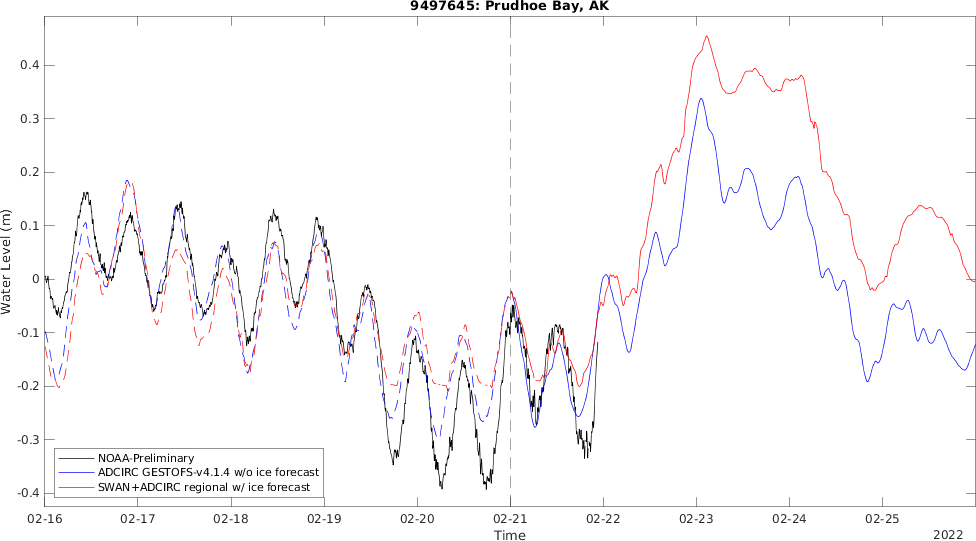 9497645: Prudhoe Bay, AK
Water Level (m)
0.4
0.3
0.2
0.1
0
-0.1
-0.2
-0.3
-0.4
NOAA-Preliminary
ADCIRC GESTOFS-v4.1.4 w/o ice forecast
SWAN+ADCIRC regional w/ ice forecast
02-16 02-17 02-18 02-19 02-20 02-21 02-22 02-23 02-24 02-25
Time
2022